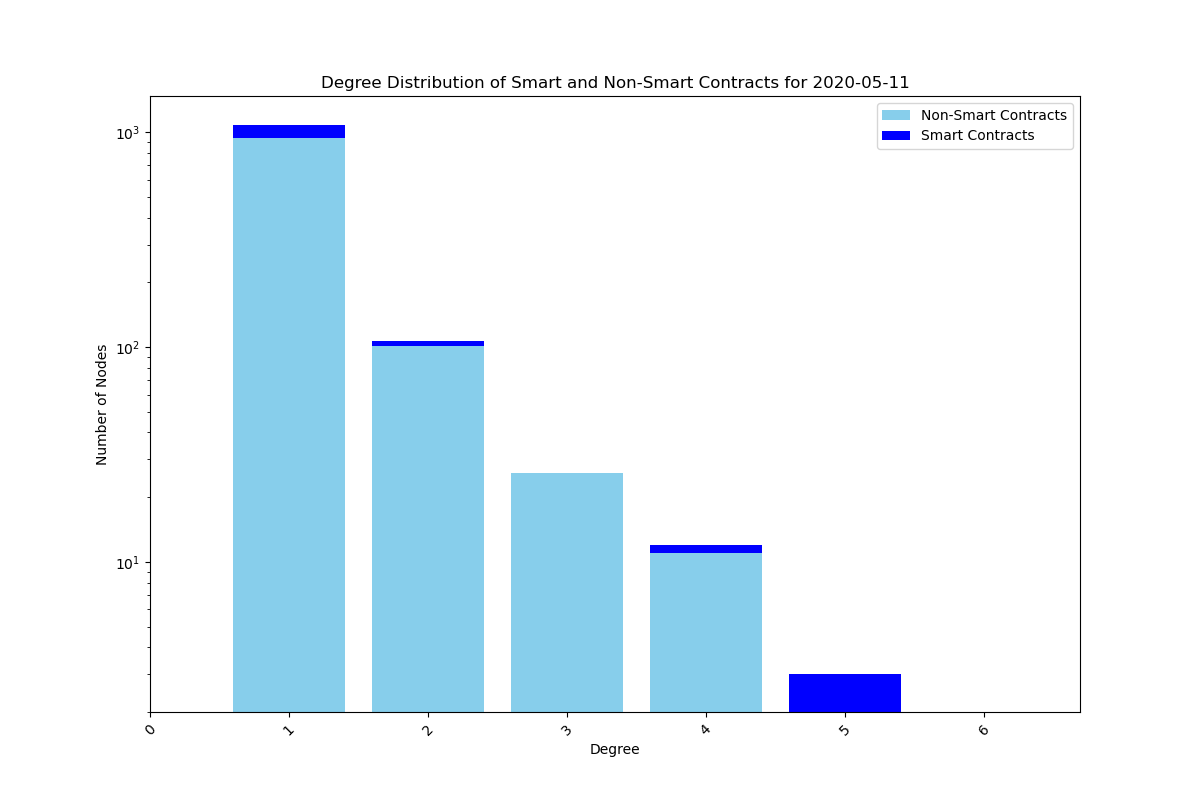 Degree Distribution of Smart and Non-Smart Contracts for 2020-05-11
Non-Smart Contracts
Smart Contracts
Number of Nodes
10³
10²
10¹
0 1 2 3 4 5 6
Degree